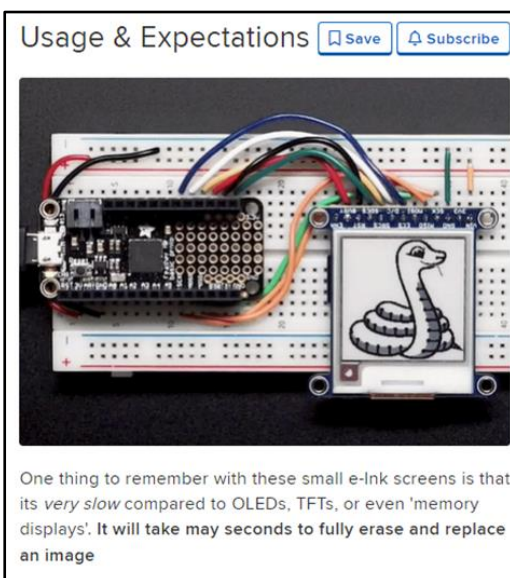 Usage & Expectations
Save
Subscribe
One thing to remember with these small e-Ink screens is that
its very slow compared to OLEDs, TFTs, or even 'memory
displays'. It will take may seconds to fully erase and replace
an image